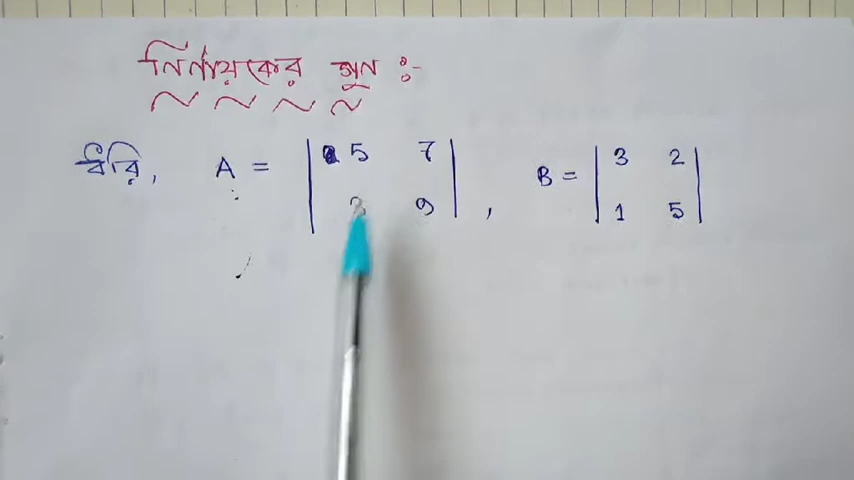 নির্ণায়কের গুন :-
ধরি, A = | 5 7 | , B = | 3 2 |
| 9 | | 1 5 |